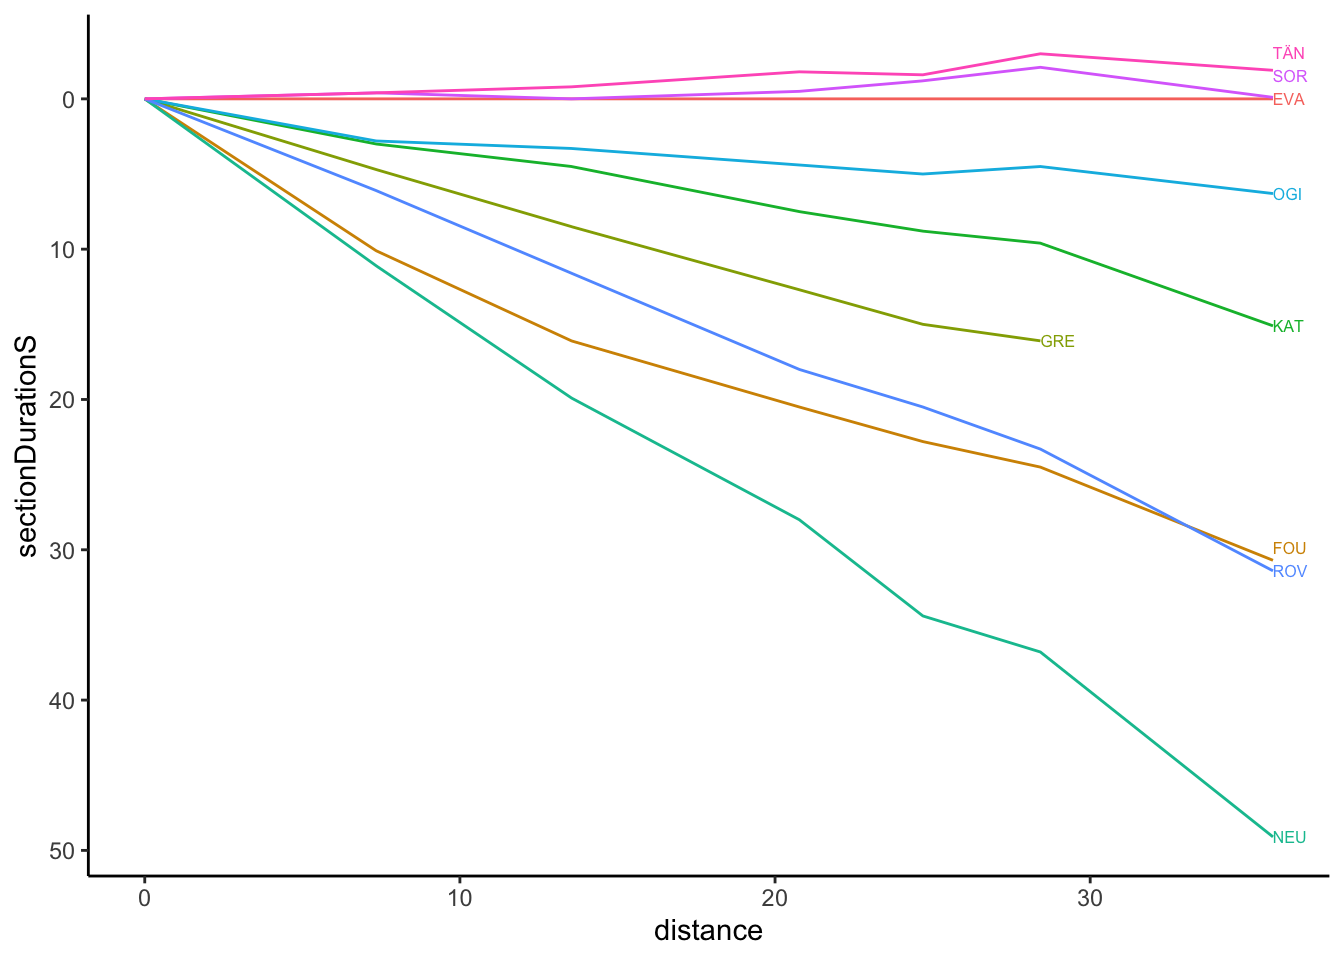 TÄN
SOR
0
EVA
OGI
10
KAT
GRE
20
sectionDurationS
30
FOU
ROV
40
NEU
50
0 10 20 30
distance